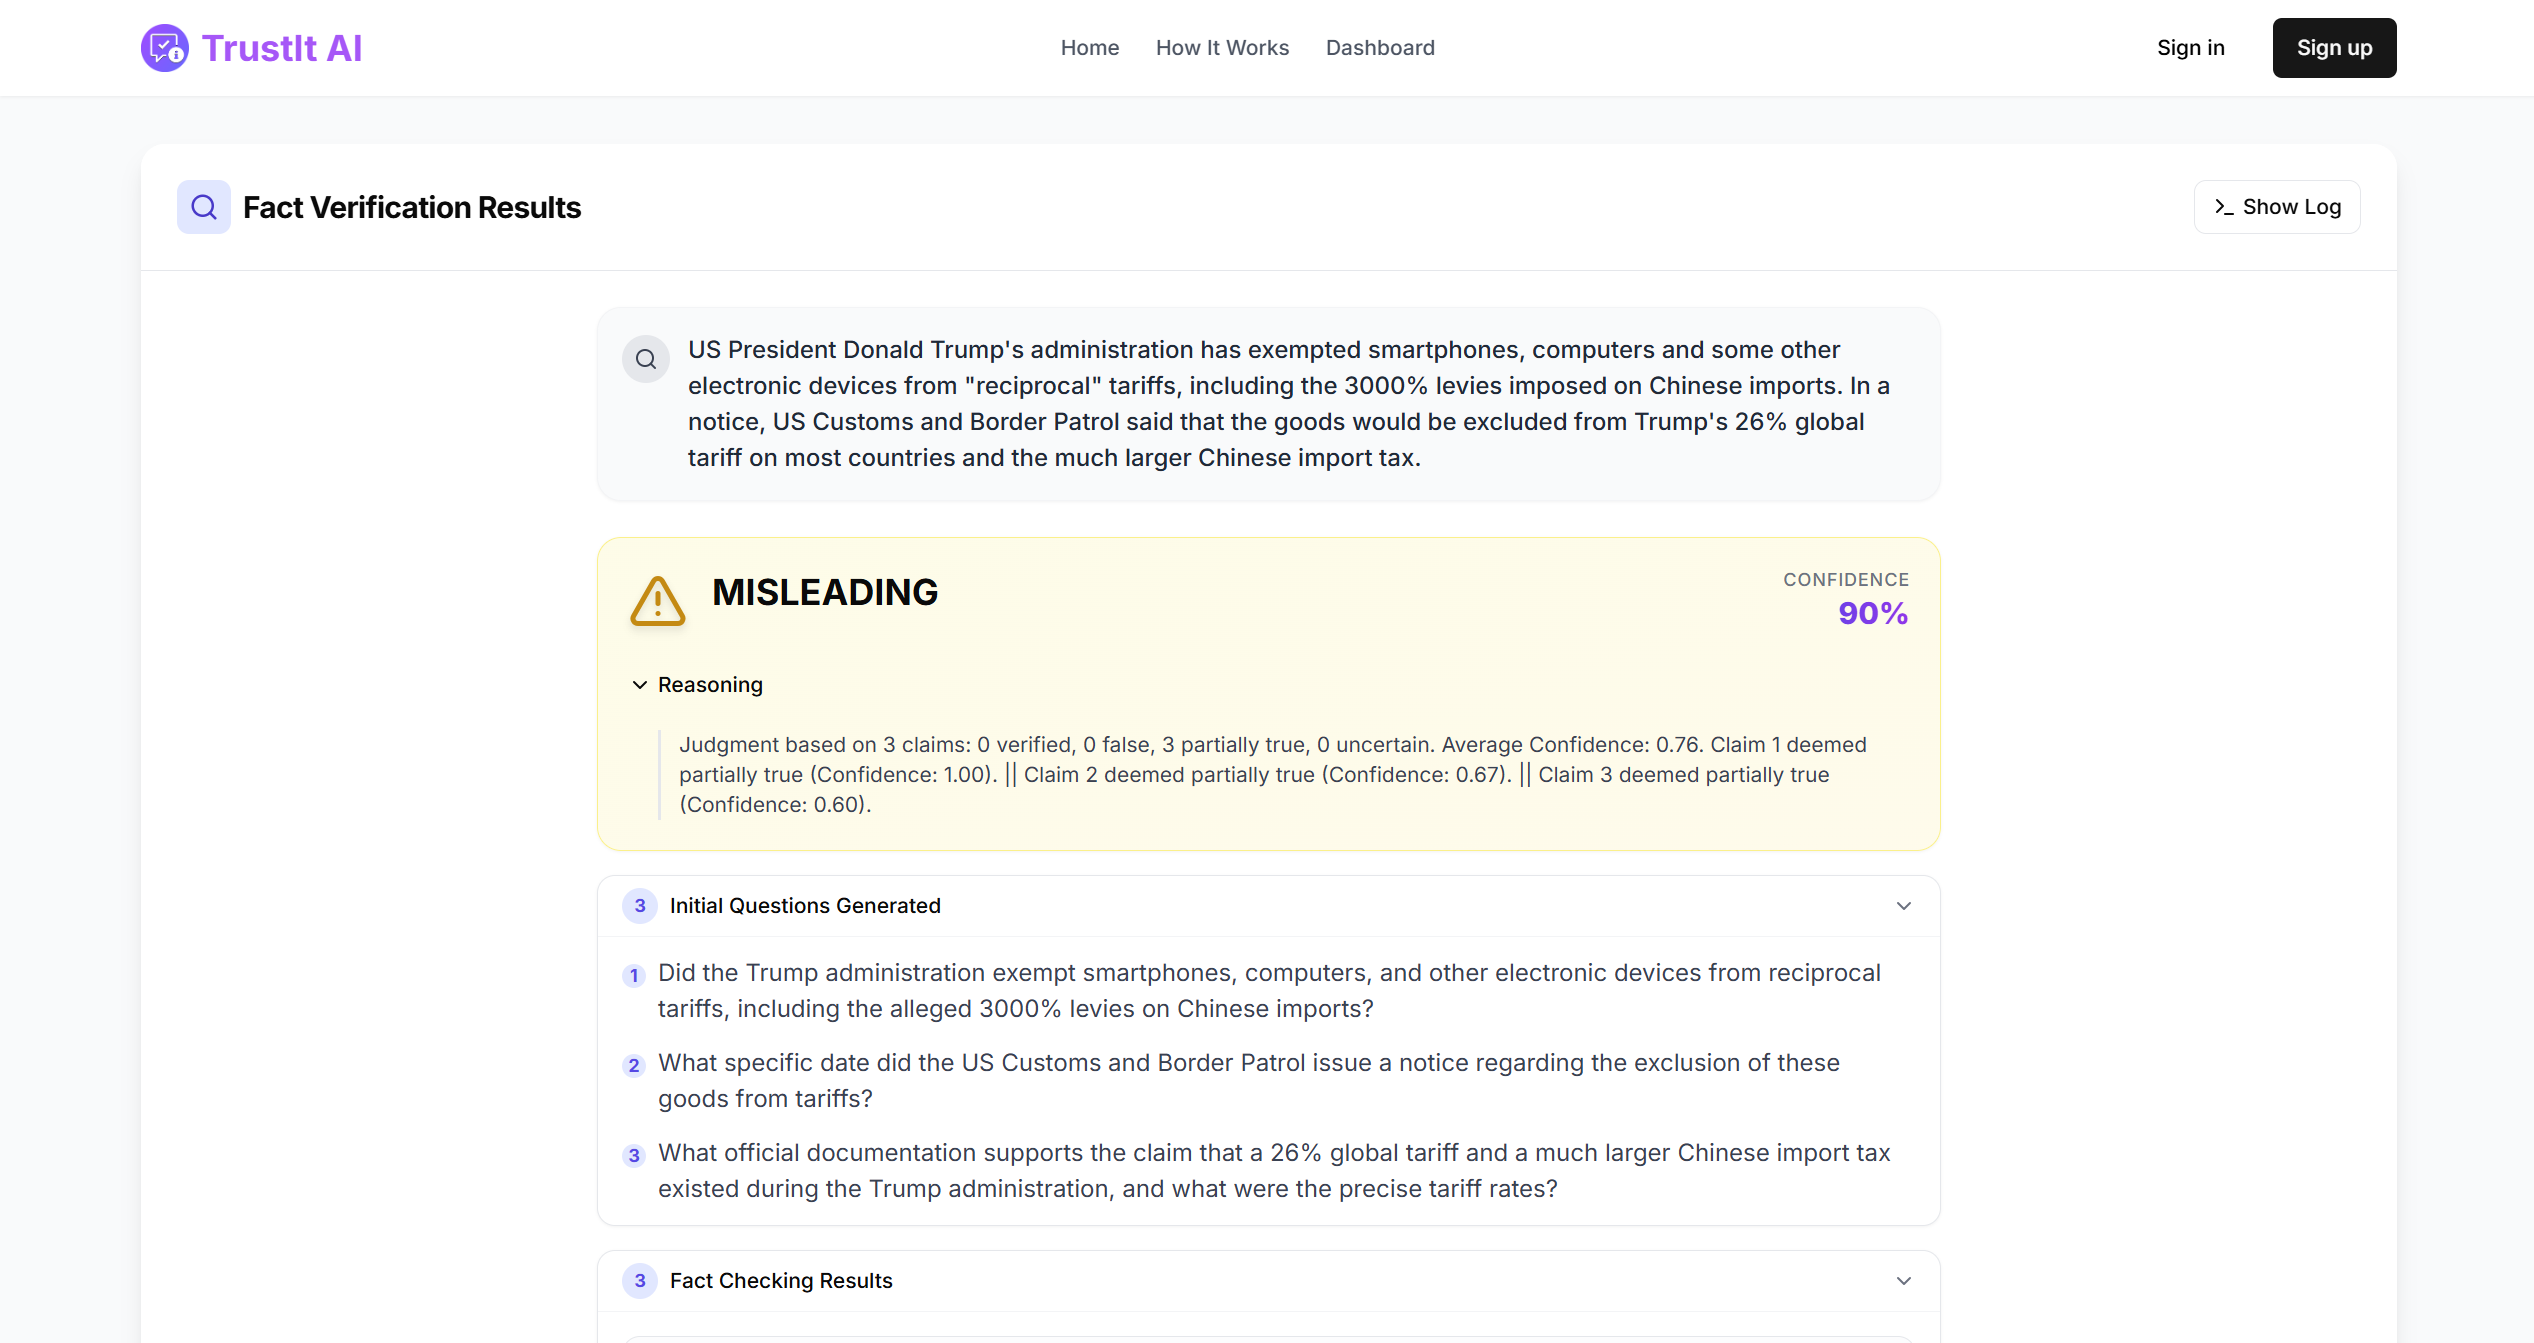 TrustIt AI
Home How It Works Dashboard
Sign in Sign up
Fact Verification Results
>_ Show Log
US President Donald Trump's administration has exempted smartphones, computers and some other
electronic devices from "reciprocal" tariffs, including the 3000% levies imposed on Chinese imports. In a
notice, US Customs and Border Patrol said that the goods would be excluded from Trump's 26% global
tariff on most countries and the much larger Chinese import tax.
MISLEADING
CONFIDENCE
90%
Reasoning
Judgment based on 3 claims: 0 verified, 0 false, 3 partially true, 0 uncertain. Average Confidence: 0.76. Claim 1 deemed
partially true (Confidence: 1.00). || Claim 2 deemed partially true (Confidence: 0.67). || Claim 3 deemed partially true
(Confidence: 0.60).
3 Initial Questions Generated
1 Did the Trump administration exempt smartphones, computers, and other electronic devices from reciprocal
tariffs, including the alleged 3000% levies on Chinese imports?
2 What specific date did the US Customs and Border Patrol issue a notice regarding the exclusion of these
goods from tariffs?
3 What official documentation supports the claim that a 26% global tariff and a much larger Chinese import tax
existed during the Trump administration, and what were the precise tariff rates?
3 Fact Checking Results